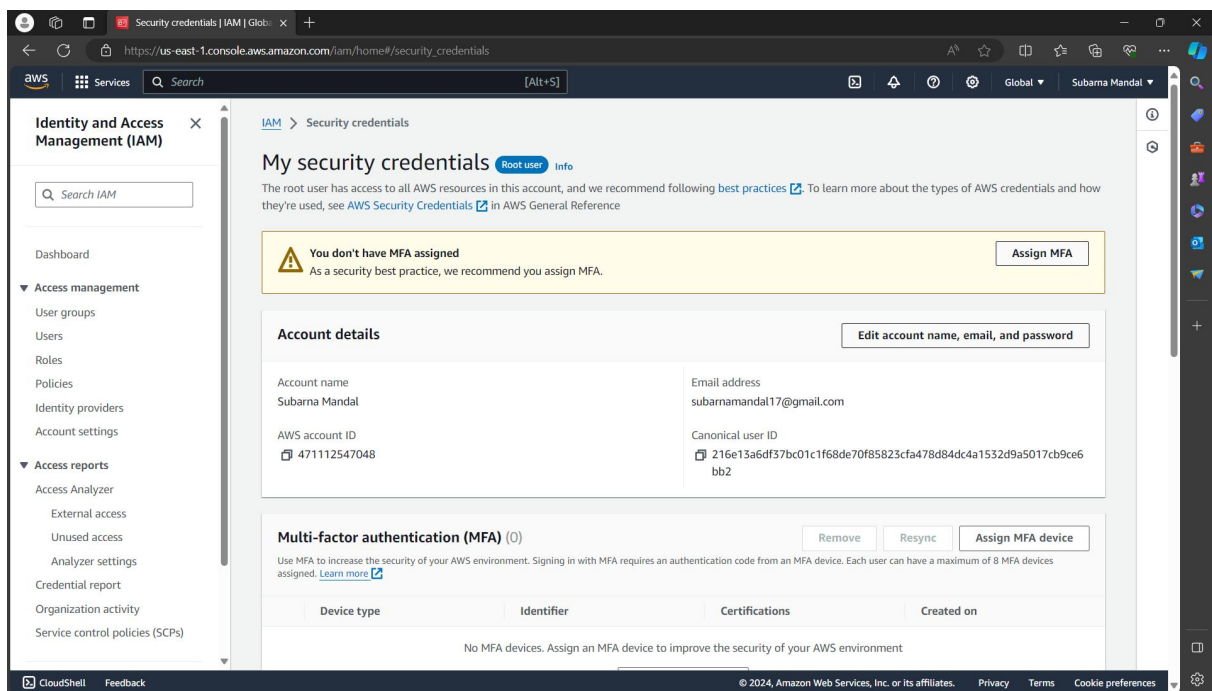 Security credentials | IAM | Globa
https://us-east-1.console.aws.amazon.com/iam/home#/security_credentials
aws
Services
Search
[Alt+S]
Global
Subarna Mandal
Identity and Access
Management (IAM)
Search IAM
Dashboard
Access management
User groups
Users
Roles
Policies
Identity providers
Account settings
Access reports
Access Analyzer
External access
Unused access
Analyzer settings
Credential report
Organization activity
Service control policies (SCPs)
IAM > Security credentials
My security credentials Root user Info
The root user has access to all AWS resources in this account, and we recommend following best practices. To learn more about the types of AWS credentials and how
they're used, see AWS Security Credentials in AWS General Reference
You don't have MFA assigned
As a security best practice, we recommend you assign MFA.
Assign MFA
Account details
Edit account name, email, and password
Account name
Subarna Mandal
Email address
subarnamandal17@gmail.com
AWS account ID
471112547048
Canonical user ID
216e13a6df37bc01c1f68de70f85823cfa478d84dc4a1532d9a5017cb9ce6
bb2
Multi-factor authentication (MFA) (0)
Remove
Resync
Assign MFA device
Use MFA to increase the security of your AWS environment. Signing in with MFA requires an authentication code from an MFA device. Each user can have a maximum of 8 MFA devices
assigned. Learn more
Device type
Identifier
Certifications
Created on
No MFA devices. Assign an MFA device to improve the security of your AWS environment
CloudShell
Feedback
© 2024, Amazon Web Services, Inc. or its affiliates.
Privacy
Terms
Cookie preferences